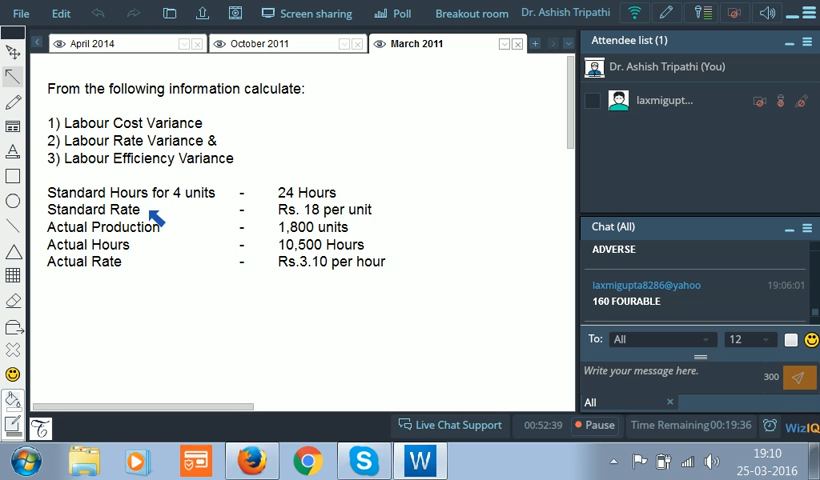 File Edit Screen sharing Poll Breakout room Dr. Ashish Tripathi
April 2014 October 2011 March 2011
From the following information calculate:
1) Labour Cost Variance
2) Labour Rate Variance &
3) Labour Efficiency Variance
Standard Hours for 4 units - 24 Hours
Standard Rate - Rs. 18 per unit
Actual Production - 1,800 units
Actual Hours - 10,500 Hours
Actual Rate - Rs.3.10 per hour
Attendee list (1)
Dr. Ashish Tripathi (You)
laxmigupt...
Chat (All)
ADVERSE
laxmigupta8286@yahoo 19:06:01
160 FOURABLE
To: All 12
Write your message here. 300
All
Live Chat Support 00:52:39 Pause Time Remaining 00:19:36 WizIQ
19:10
25-03-2016